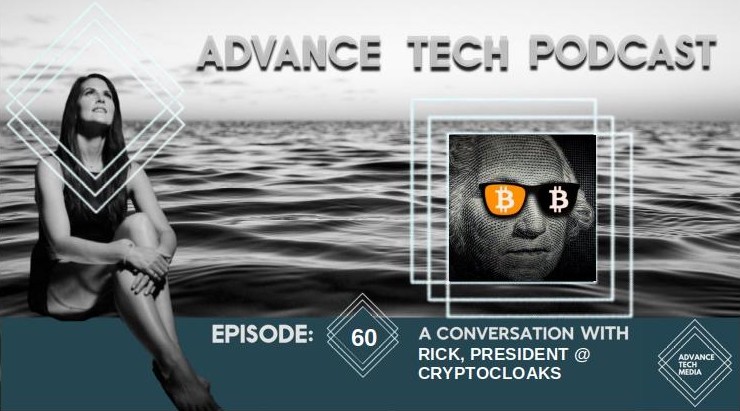 ADVANCE TECH PODCAST
EPISODE:
60
A CONVERSATION WITH
RICK, PRESIDENT @
CRYPTOCLOAKS
ADVANCE
TECH
MEDIA